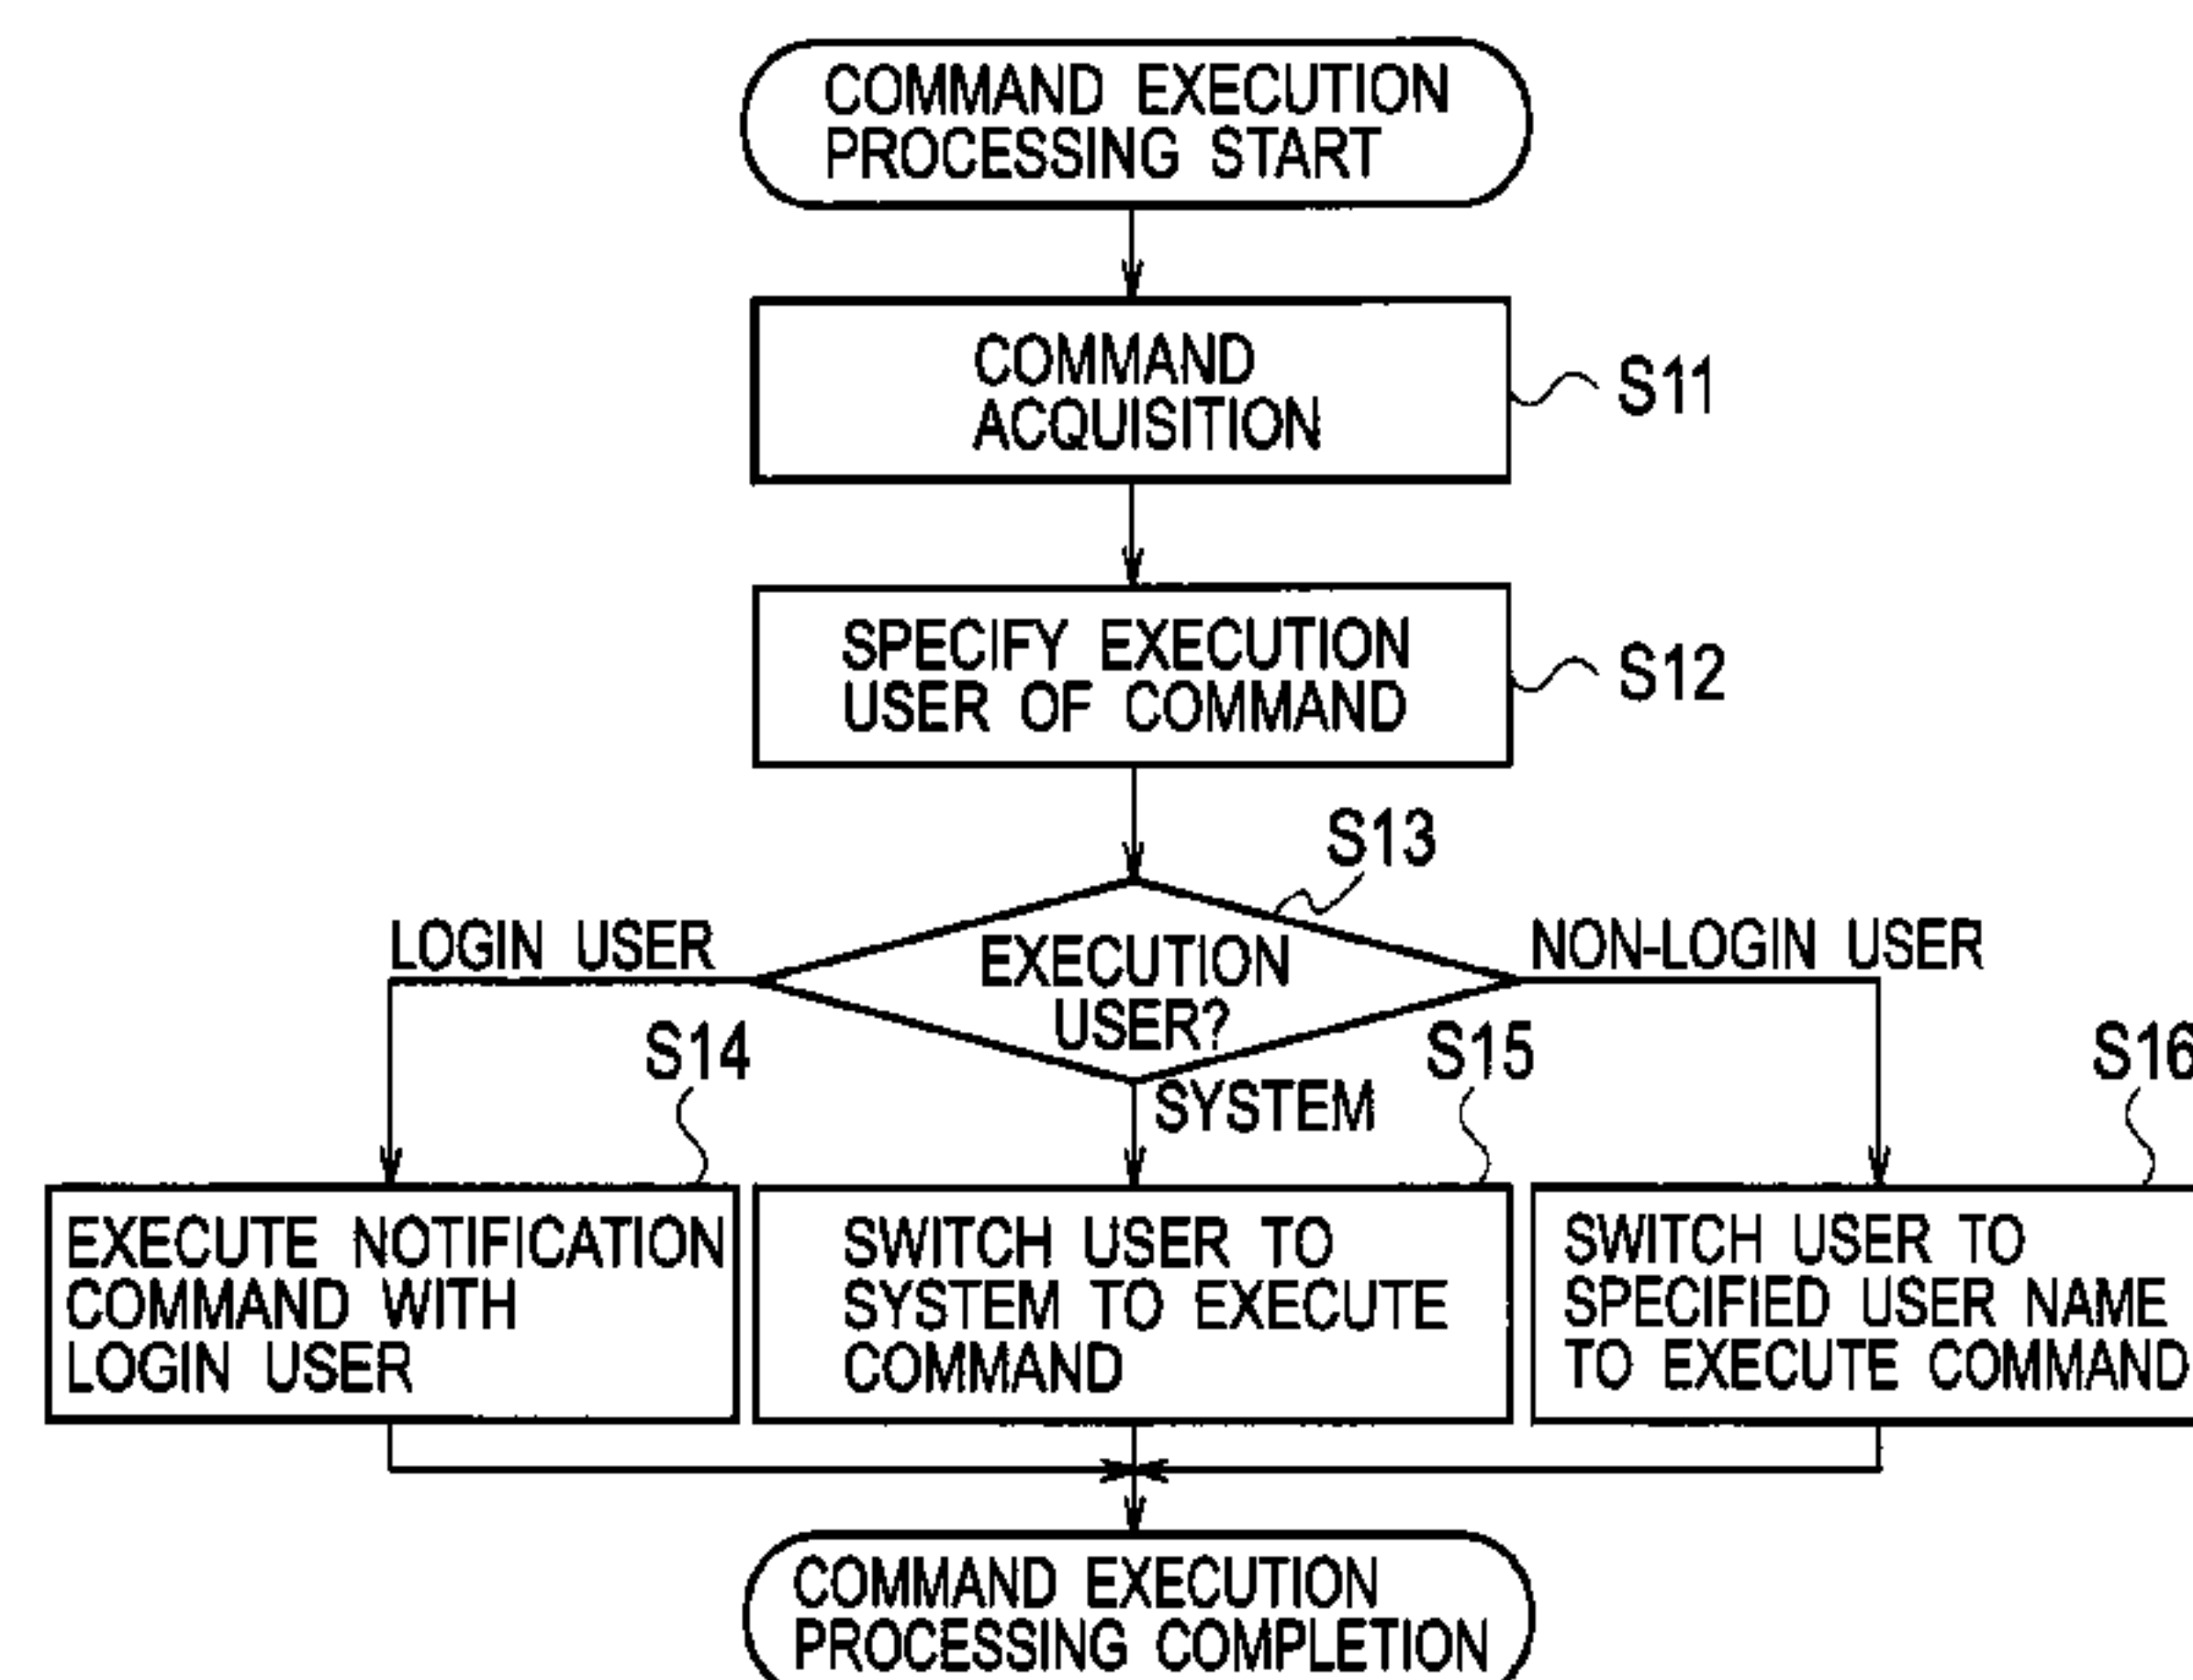 COMMAND EXECUTION
PROCESSING START
COMMAND
ACQUISITION
S11
SPECIFY EXECUTION
USER OF COMMAND
S12
S13
LOGIN USER
EXECUTION
USER?
NON-LOGIN USER
S14
SYSTEM
S15
S16
EXECUTE NOTIFICATION
COMMAND WITH
LOGIN USER
SWITCH USER TO
SYSTEM TO EXECUTE
COMMAND
SWITCH USER TO
SPECIFIED USER NAME
TO EXECUTE COMMAND
COMMAND EXECUTION
PROCESSING COMPLETION